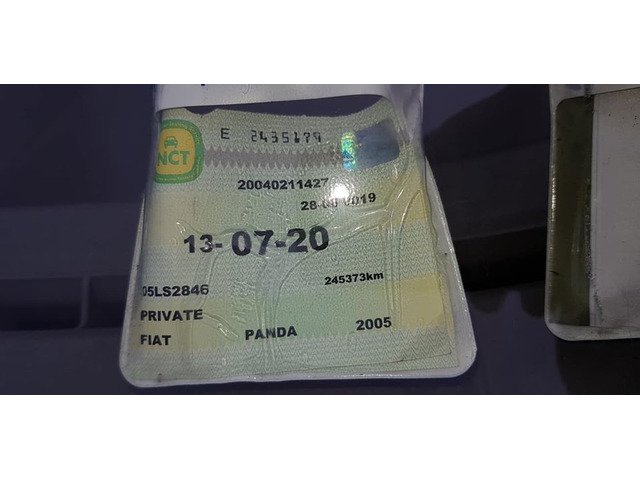 E 2435179
NCT
20040211427
13-07-20
245373km
05LS2846
PRIVATE
FIAT PANDA 2005